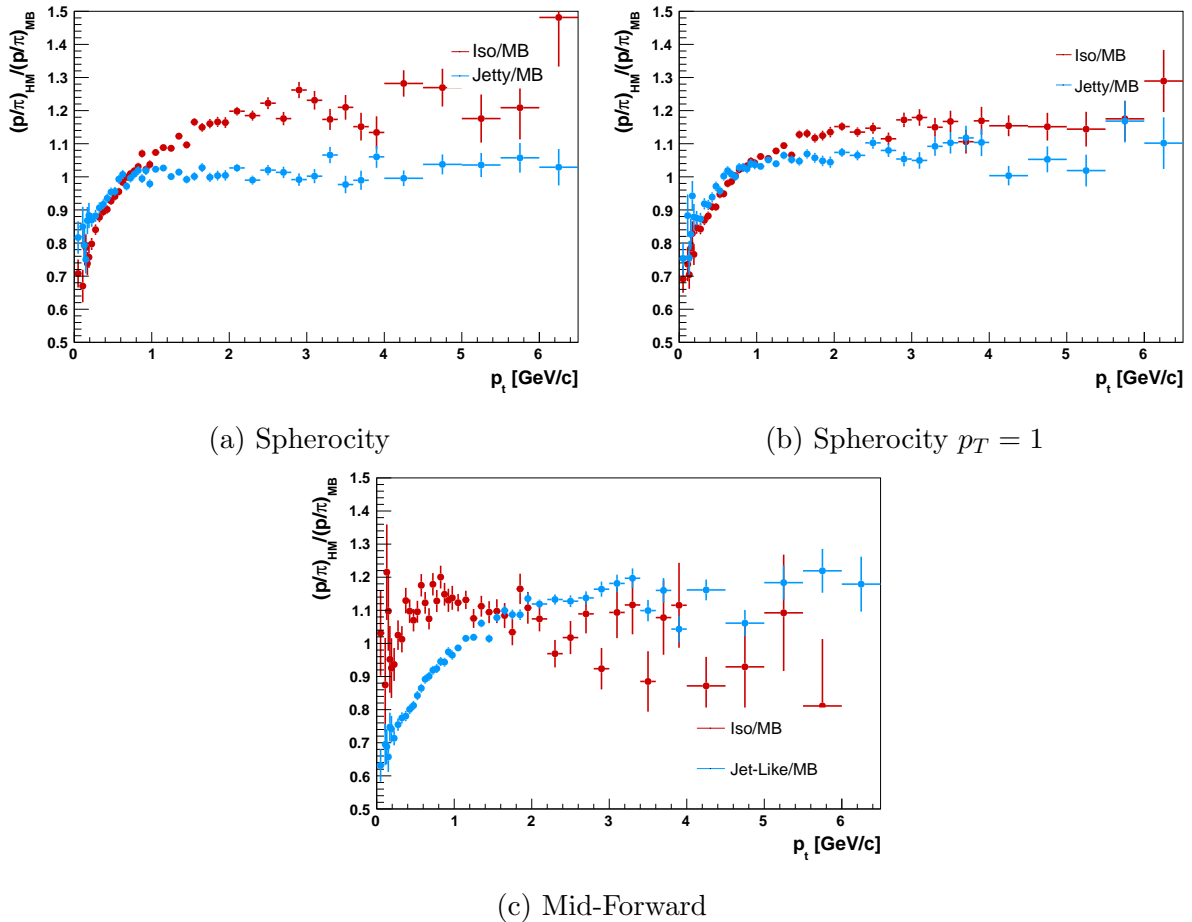 (p/π)HM/(p/π)MB
1.5
1.4
1.3
1.2
1.1
1
0.9
0.8
0.7
0.6
0.5
Iso/MB
Jetty/MB
0 1 2 3 4 5 6
pt [GeV/c]
(a) Spherocity
(p/π)HM/(p/π)MB
1.5
1.4
1.3
1.2
1.1
1
0.9
0.8
0.7
0.6
0.5
Iso/MB
Jetty/MB
0 1 2 3 4 5 6
pt [GeV/c]
(b) Spherocity pT = 1
(p/π)HM/(p/π)MB
1.5
1.4
1.3
1.2
1.1
1
0.9
0.8
0.7
0.6
0.5
Iso/MB
Jet-Like/MB
0 1 2 3 4 5 6
pt [GeV/c]
(c) Mid-Forward